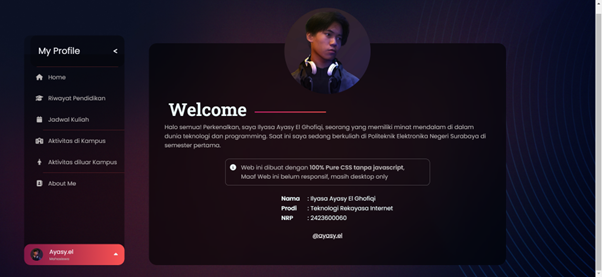 My Profile <
Home
Riwayat Pendidikan
Jadwal Kuliah
Aktivitas di Kampus
Aktivitas diluar Kampus
About Me
Ayasy.el
Mahasiswa
Welcome
Halo semua! Perkenalkan, saya Ilyasa Ayasy El Ghofiqi, seorang yang memiliki minat mendalam di dalam
dunia teknologi dan programming. Saat ini saya sedang berkuliah di Politeknik Elektronika Negeri Surabaya di
semester pertama.
Web ini dibuat dengan 100% Pure CSS tanpa javascript,
Maaf Web ini belum responsif, masih desktop only
Nama : Ilyasa Ayasy El Ghofiqi
Prodi : Teknologi Rekayasa Internet
NRP : 2423600060
@ayasy.el